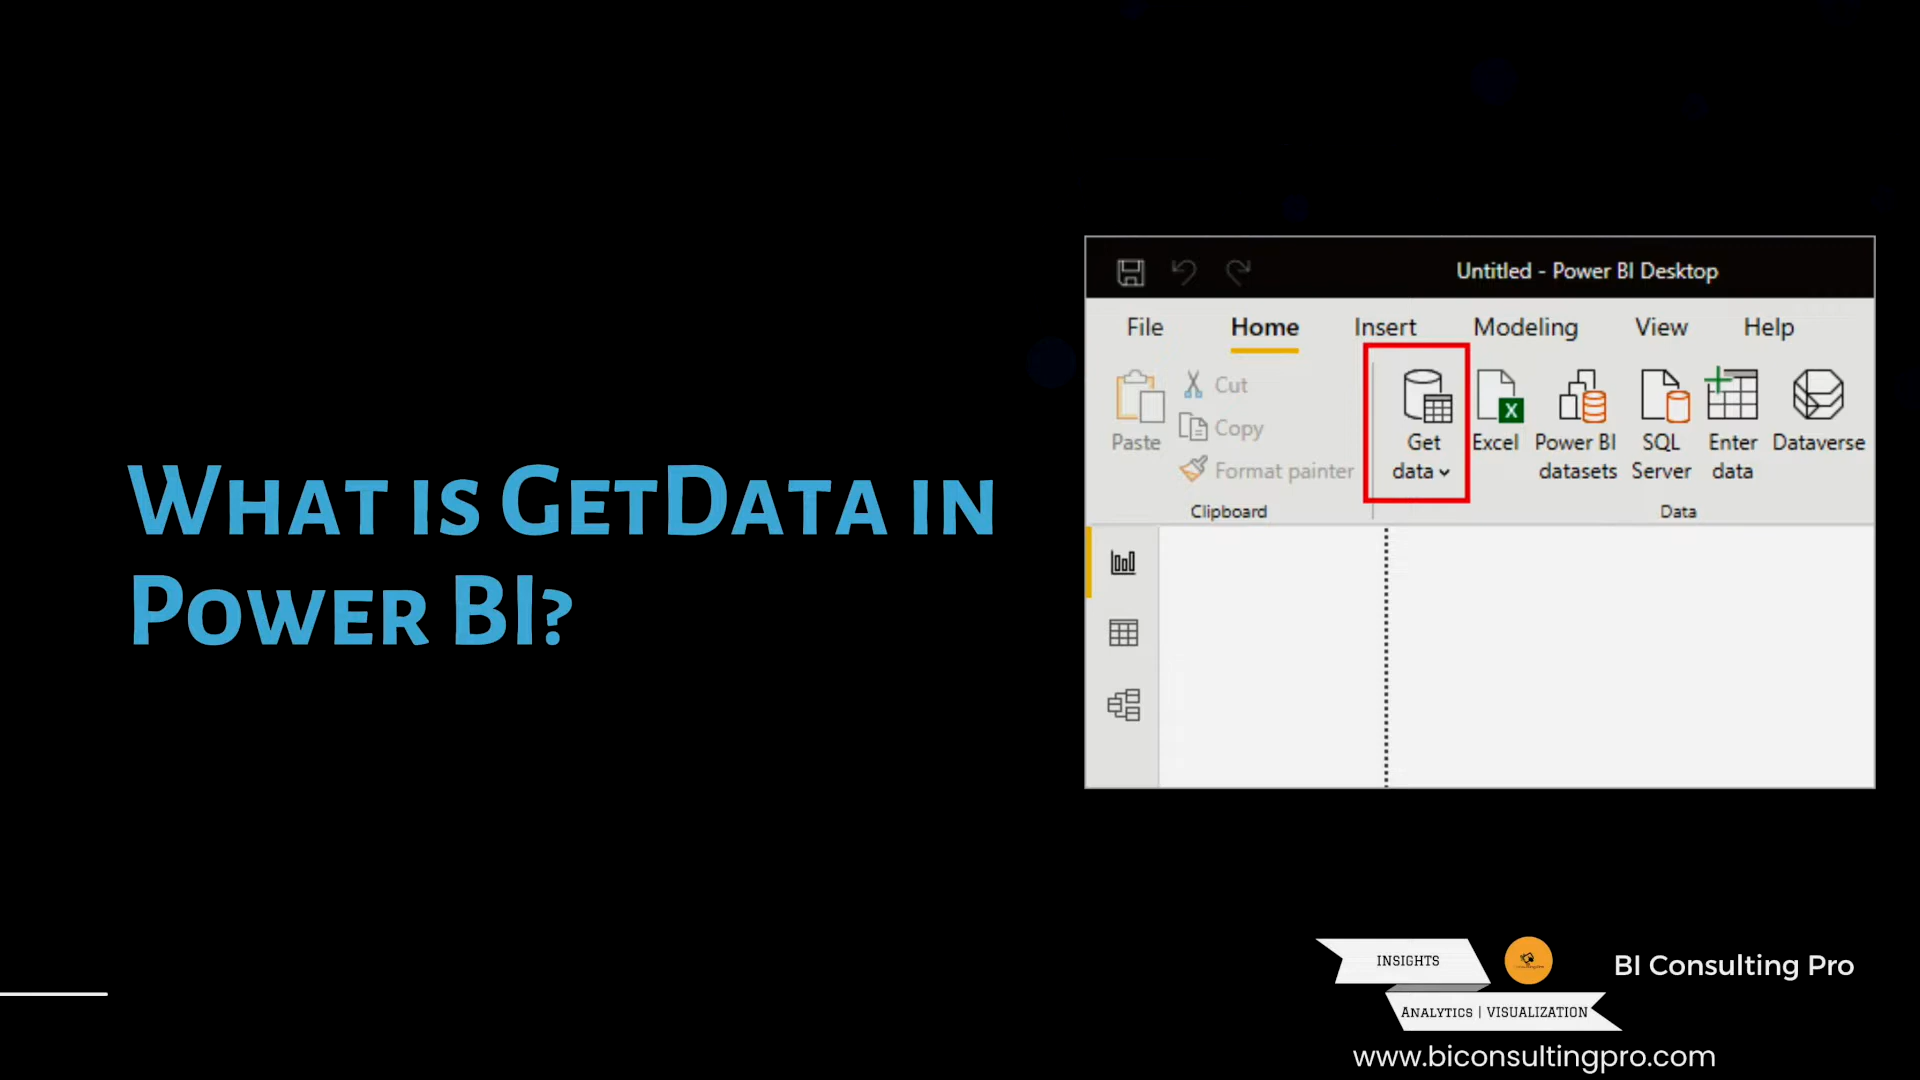 What is GetData in
Power BI?
Untitled - Power BI Desktop
File Home Insert Modeling View Help
Paste
Cut
Copy
Format painter
Clipboard
Get
data
Excel
Power BI
datasets
SQL
Server
Enter
data
Dataverse
Data
INSIGHTS
BI Consulting Pro
Analytics | VISUALIZATION
www.biconsultingpro.com